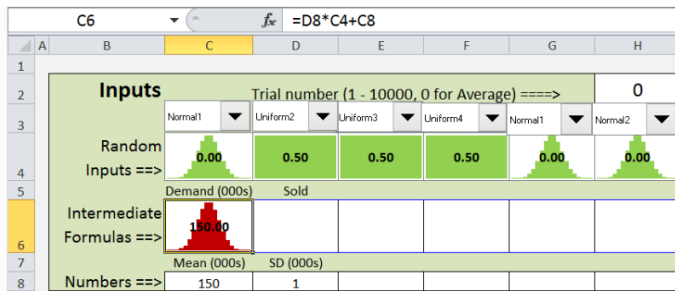 C6 fx =D8*C4+C8
A B C D E F G H
1
2 Inputs Trial number (1 - 10000, 0 for Average) ====> 0
3 Normal1 Uniform2 Uniform3 Uniform4 Normal1 Normal2
Random
4 Inputs ==> 0.00 0.50 0.50 0.50 0.00 0.00
5 Demand (000s) Sold
Intermediate
6 Formulas ==> 150.00
7 Mean (000s) SD (000s)
8 Numbers ==> 150 1